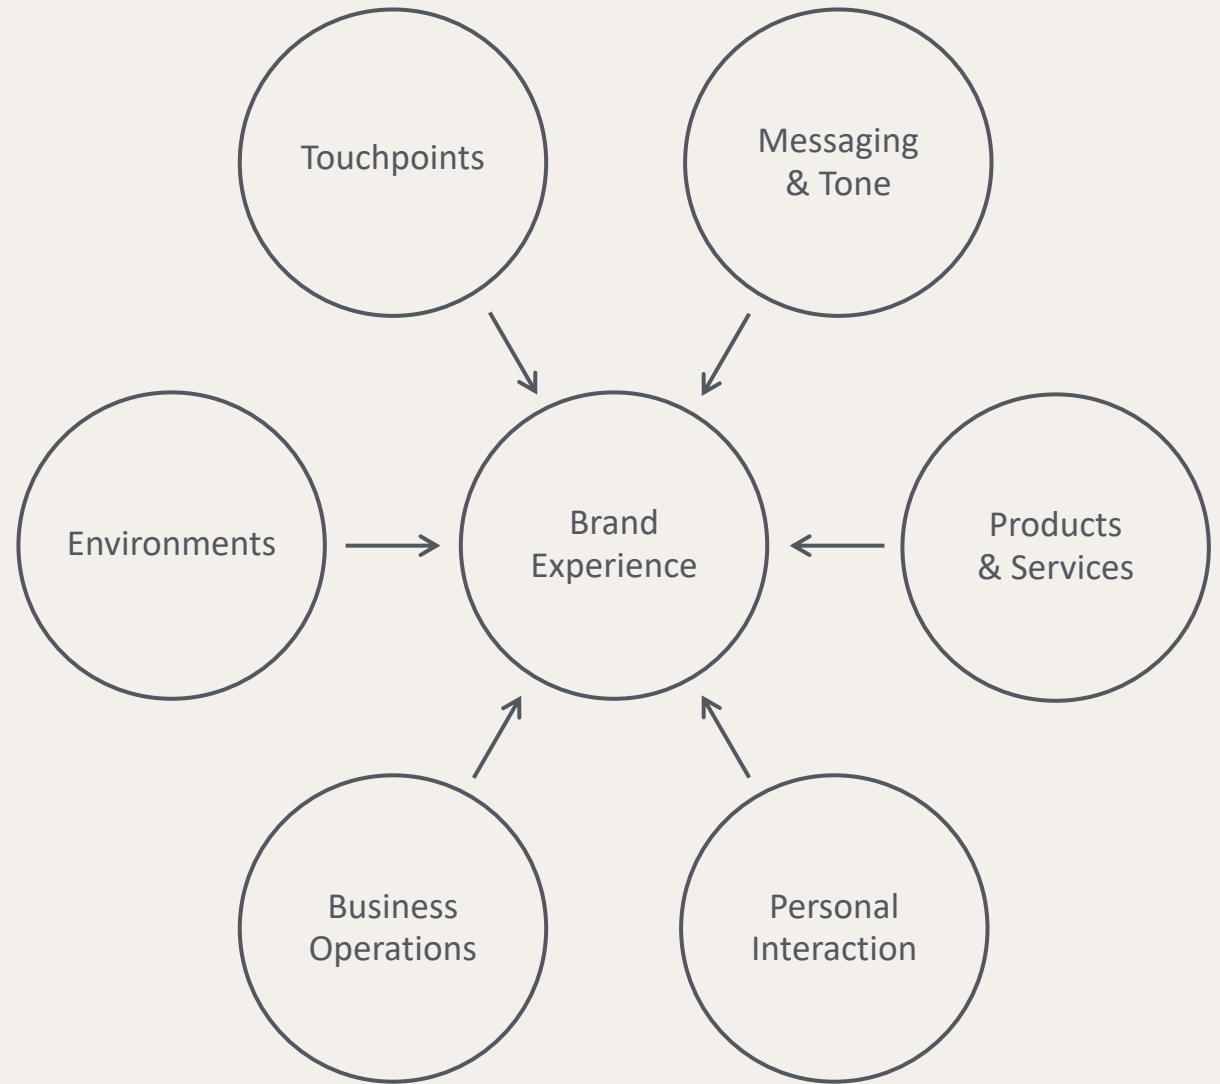 Touchpoints
Messaging
& Tone
Environments
Brand
Experience
Products
& Services
Business
Operations
Personal
Interaction